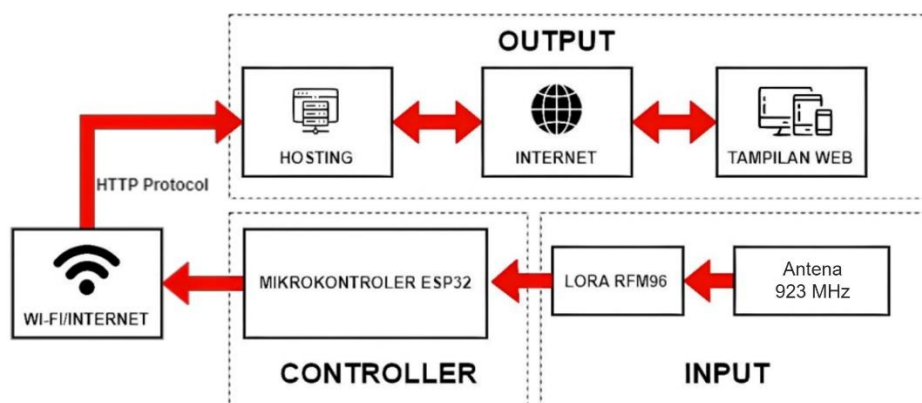 OUTPUT
HOSTING
INTERNET
TAMPILAN WEB
HTTP Protocol
WI-FI/INTERNET
MIKROKONTROLER ESP32
LORA RFM96
Antena
923 MHz
CONTROLLER
INPUT